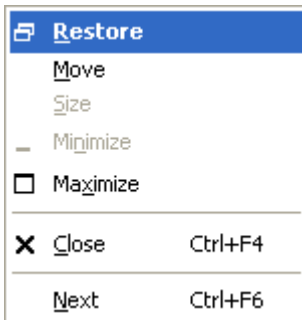 Restore
Move
Size
Minimize
Maximize
Close Ctrl+F4
Next Ctrl+F6